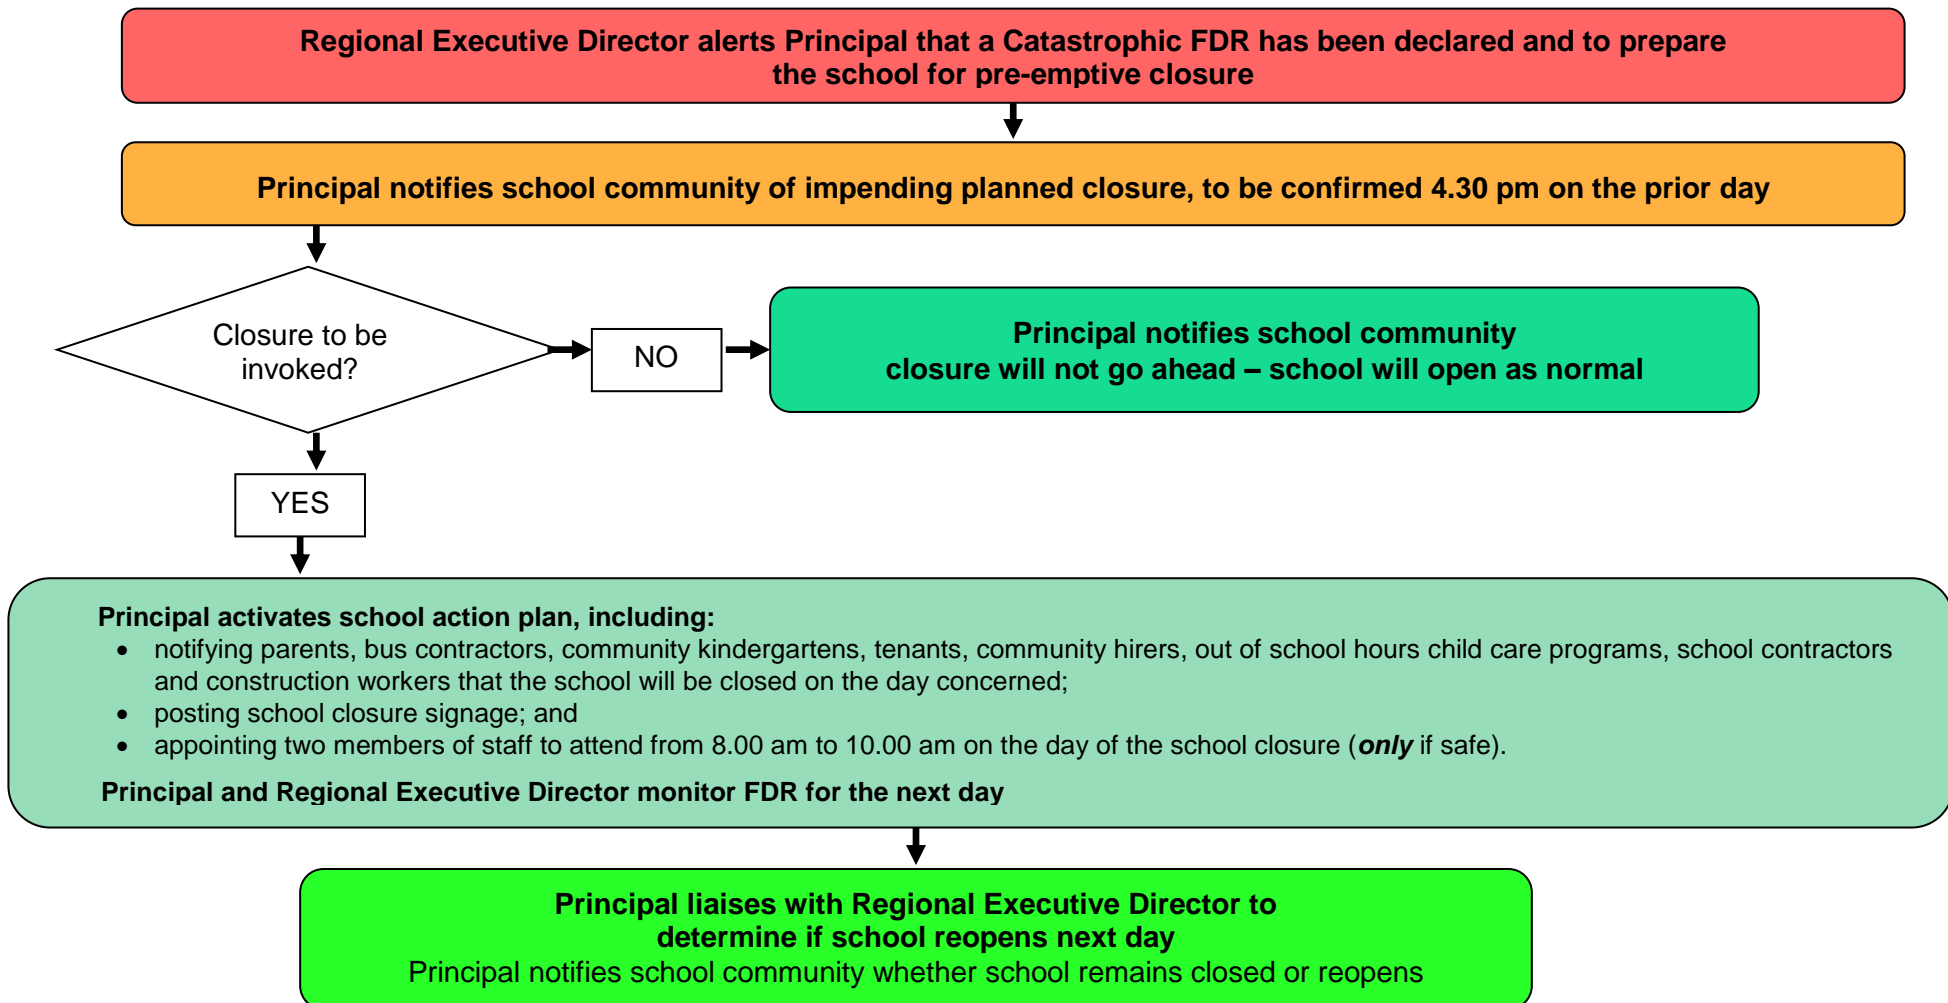 Regional Executive Director alerts Principal that a Catastrophic FDR has been declared and to prepare
the school for pre-emptive closure
Principal notifies school community of impending planned closure, to be confirmed 4.30 pm on the prior day
Closure to be
invoked?
NO
Principal notifies school community
closure will not go ahead – school will open as normal
YES
Principal activates school action plan, including:
• notifying parents, bus contractors, community kindergartens, tenants, community hirers, out of school hours child care programs, school contractors
and construction workers that the school will be closed on the day concerned;
• posting school closure signage; and
• appointing two members of staff to attend from 8.00 am to 10.00 am on the day of the school closure (only if safe).
Principal and Regional Executive Director monitor FDR for the next day
Principal liaises with Regional Executive Director to
determine if school reopens next day
Principal notifies school community whether school remains closed or reopens